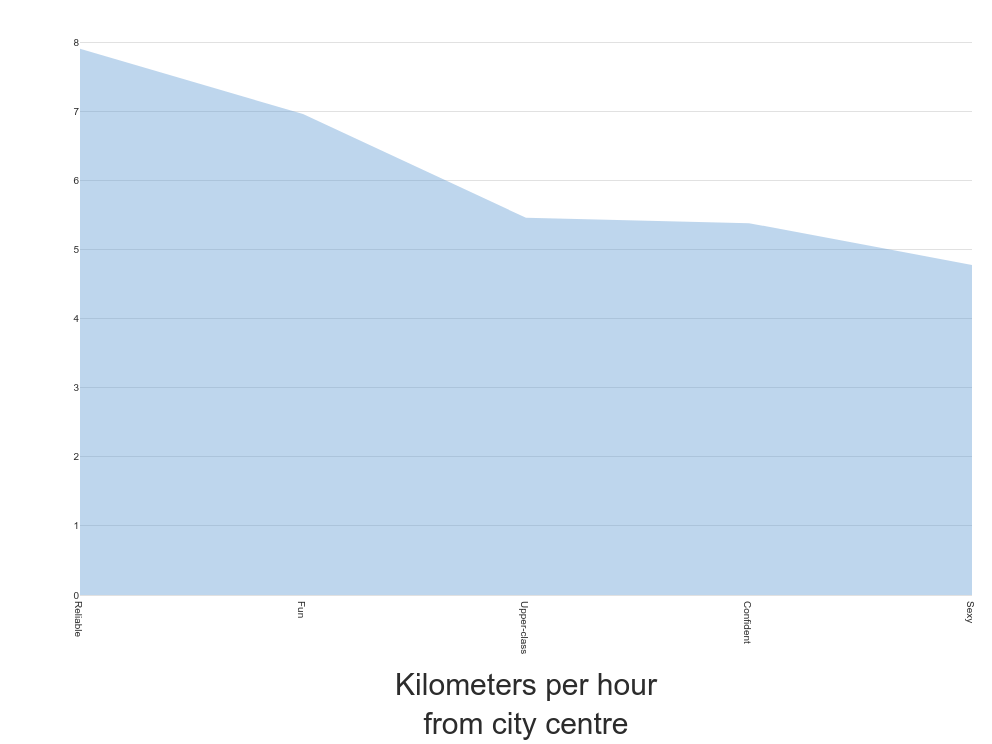 8
7
6
5
4
3
2
1
0
Reliable
Fun
Upper-class
Confident
Sexy
Kilometers per hour
from city centre